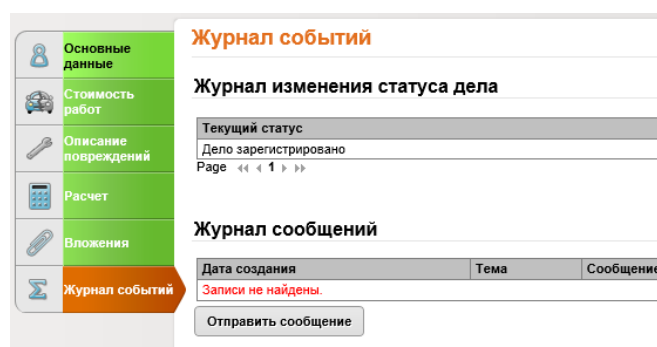 Основные
данные
Стоимость
работ
Описание
повреждений
Расчет
Вложения
Журнал событий
Журнал событий
Журнал изменения статуса дела
Текущий статус
Дело зарегистрировано
Page 1
Журнал сообщений
Дата создания Тема Сообщение
Записи не найдены.
Отправить сообщение